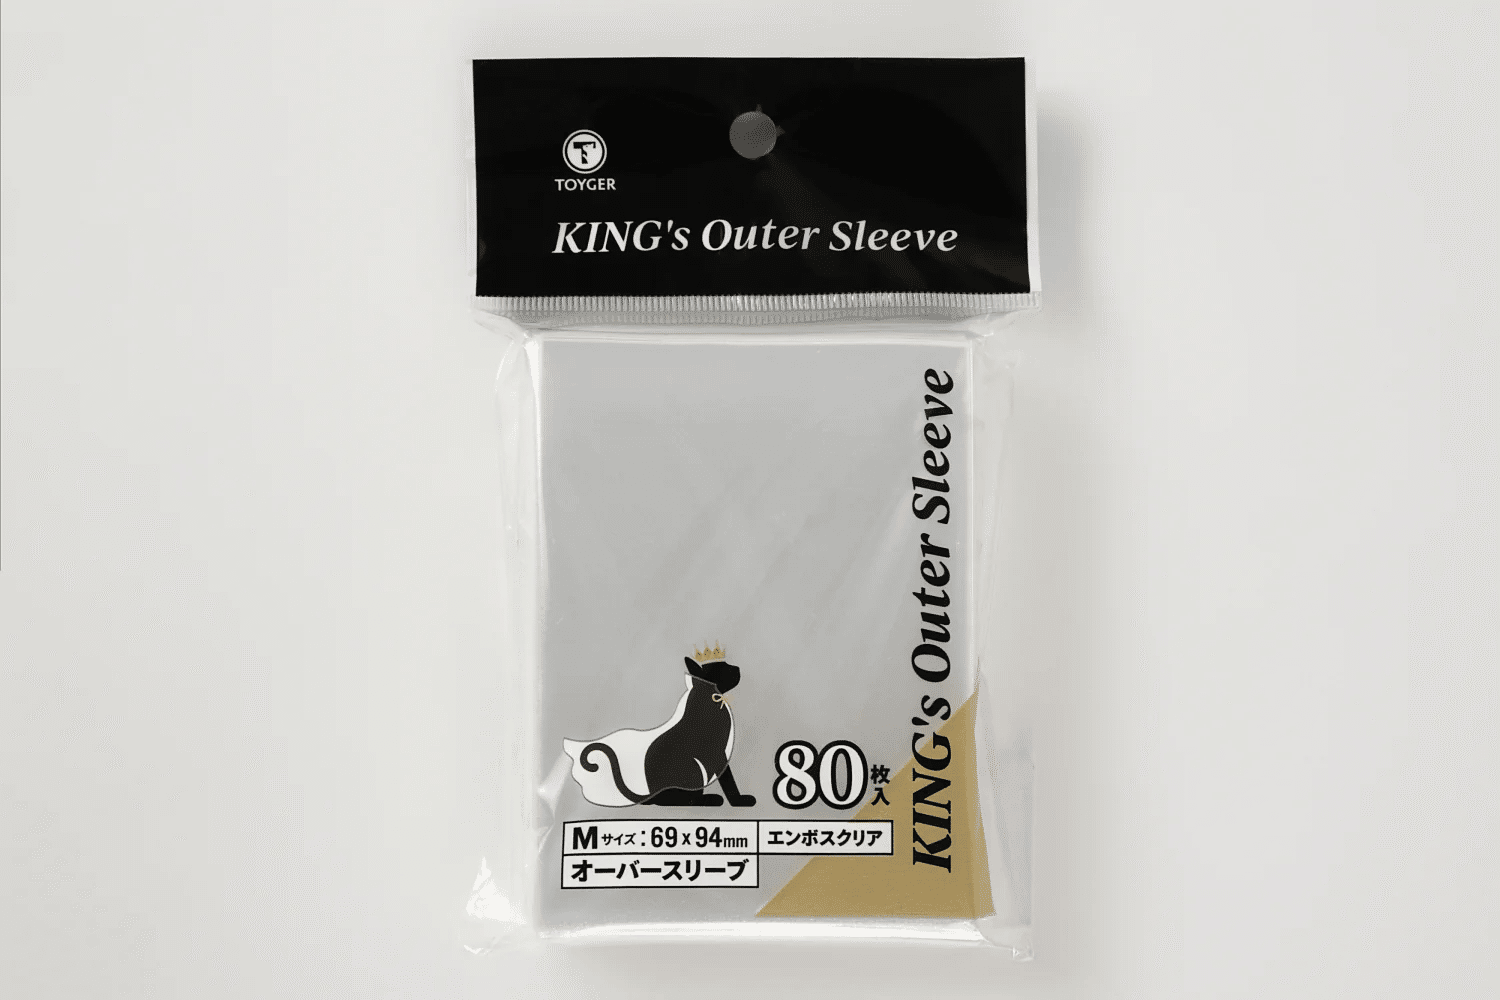 TOYGER
KING's Outer Sleeve
KING's Outer Sleeve
80枚入
Mサイズ:69x94mm
エンボスクリア
オーバースリーブ